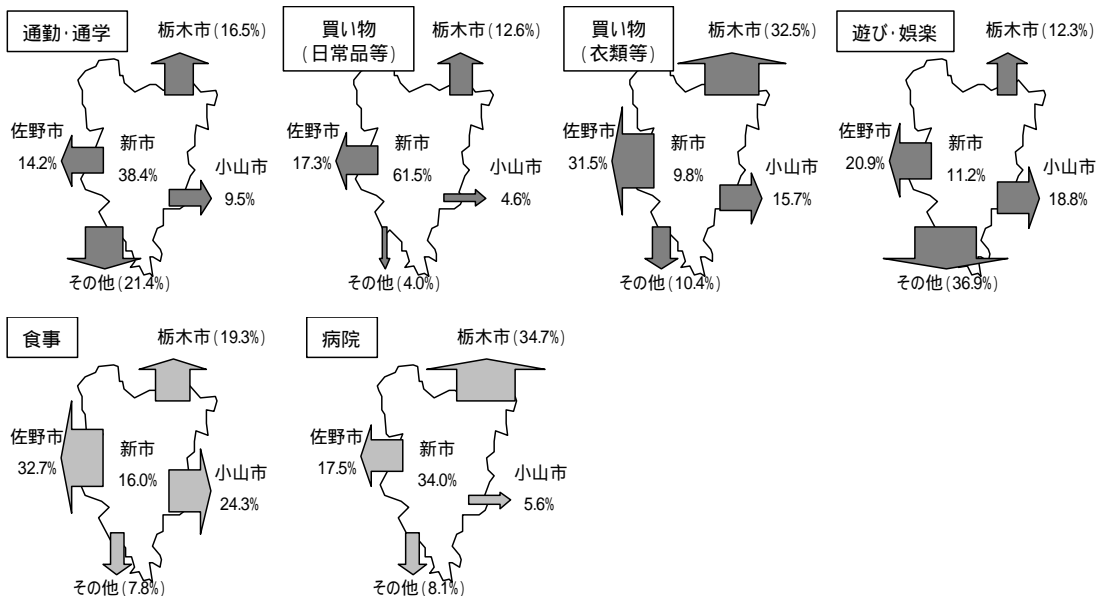 通勤・通学
栃木市(16.5%)
佐野市
14.2%
新市
38.4%
小山市
9.5%
その他(21.4%)
買い物
(日常品等)
栃木市(12.6%)
佐野市
17.3%
新市
61.5%
小山市
4.6%
その他(4.0%)
買い物
(衣類等)
栃木市(32.5%)
佐野市
31.5%
新市
9.8%
小山市
15.7%
その他(10.4%)
遊び・娯楽
栃木市(12.3%)
佐野市
20.9%
新市
11.2%
小山市
18.8%
その他(36.9%)
食事
栃木市(19.3%)
佐野市
32.7%
新市
16.0%
小山市
24.3%
その他(7.8%)
病院
栃木市(34.7%)
佐野市
17.5%
新市
34.0%
小山市
5.6%
その他(8.1%)